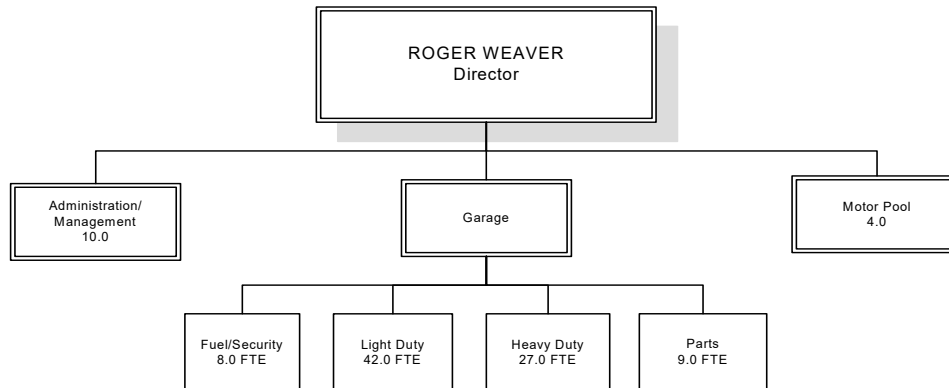 ROGER WEAVER
Director
Administration/
Management
10.0
Garage
Motor Pool
4.0
Fuel/Security
8.0 FTE
Light Duty
42.0 FTE
Heavy Duty
27.0 FTE
Parts
9.0 FTE